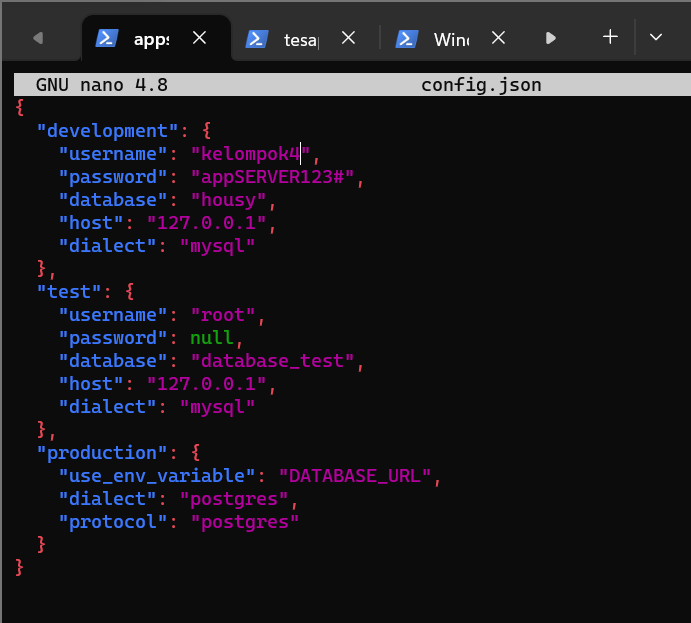 apps
tesap
Wind
GNU nano 4.8 config.json
{
"development": {
"username": "kelompok4",
"password": "appSERVER123#",
"database": "housy",
"host": "127.0.0.1",
"dialect": "mysql"
},
"test": {
"username": "root",
"password": null,
"database": "database_test",
"host": "127.0.0.1",
"dialect": "mysql"
},
"production": {
"use_env_variable": "DATABASE_URL",
"dialect": "postgres",
"protocol": "postgres"
}
}